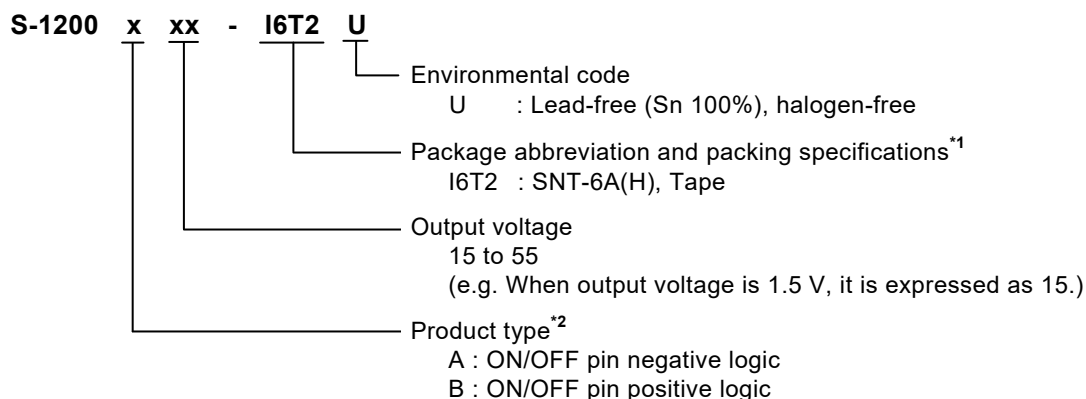 S-1200 x xx - I6T2 U
Environmental code
U : Lead-free (Sn 100%), halogen-free
Package abbreviation and packing specifications*1
I6T2 : SNT-6A(H), Tape
Output voltage
15 to 55
(e.g. When output voltage is 1.5 V, it is expressed as 15.)
Product type*2
A : ON/OFF pin negative logic
B : ON/OFF pin positive logic